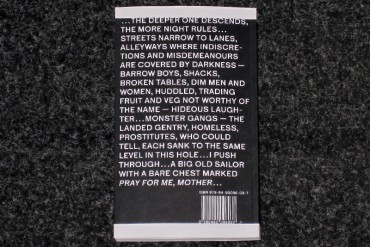 ...THE DEEPER ONE DESCENDS,
THE MORE NIGHT RULES...
STREETS NARROW TO LANES,
ALLEYWAYS WHERE INDISCRE-
TIONS AND MISDEMEANOURS
ARE COVERED BY DARKNESS —
BARROW BOYS, SHACKS,
BROKEN TABLES, DIM MEN AND
WOMEN, HUDDLED, TRADING
FRUIT AND VEG NOT WORTHY OF
THE NAME — HIDEOUS LAUGH-
TER...MONSTER GANGS — THE
LANDED GENTRY, HOMELESS,
PROSTITUTES, WHO COULD
TELL, EACH SANK TO THE SAME
LEVEL IN THIS HOLE...I PUSH
THROUGH...A BIG OLD SAILOR
WITH A BARE CHEST MARKED
PRAY FOR ME, MOTHER...
ISBN